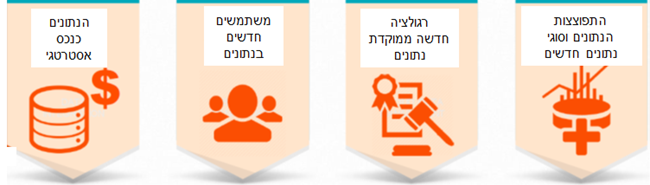 התפוצצות
הנתונים וסוגי
נתונים חדשים
רגולציה
חדשה ממוקדת
נתונים
משתמשים
חדשים
בנתונים
הנתונים
כנכס
אסטרטגי
$